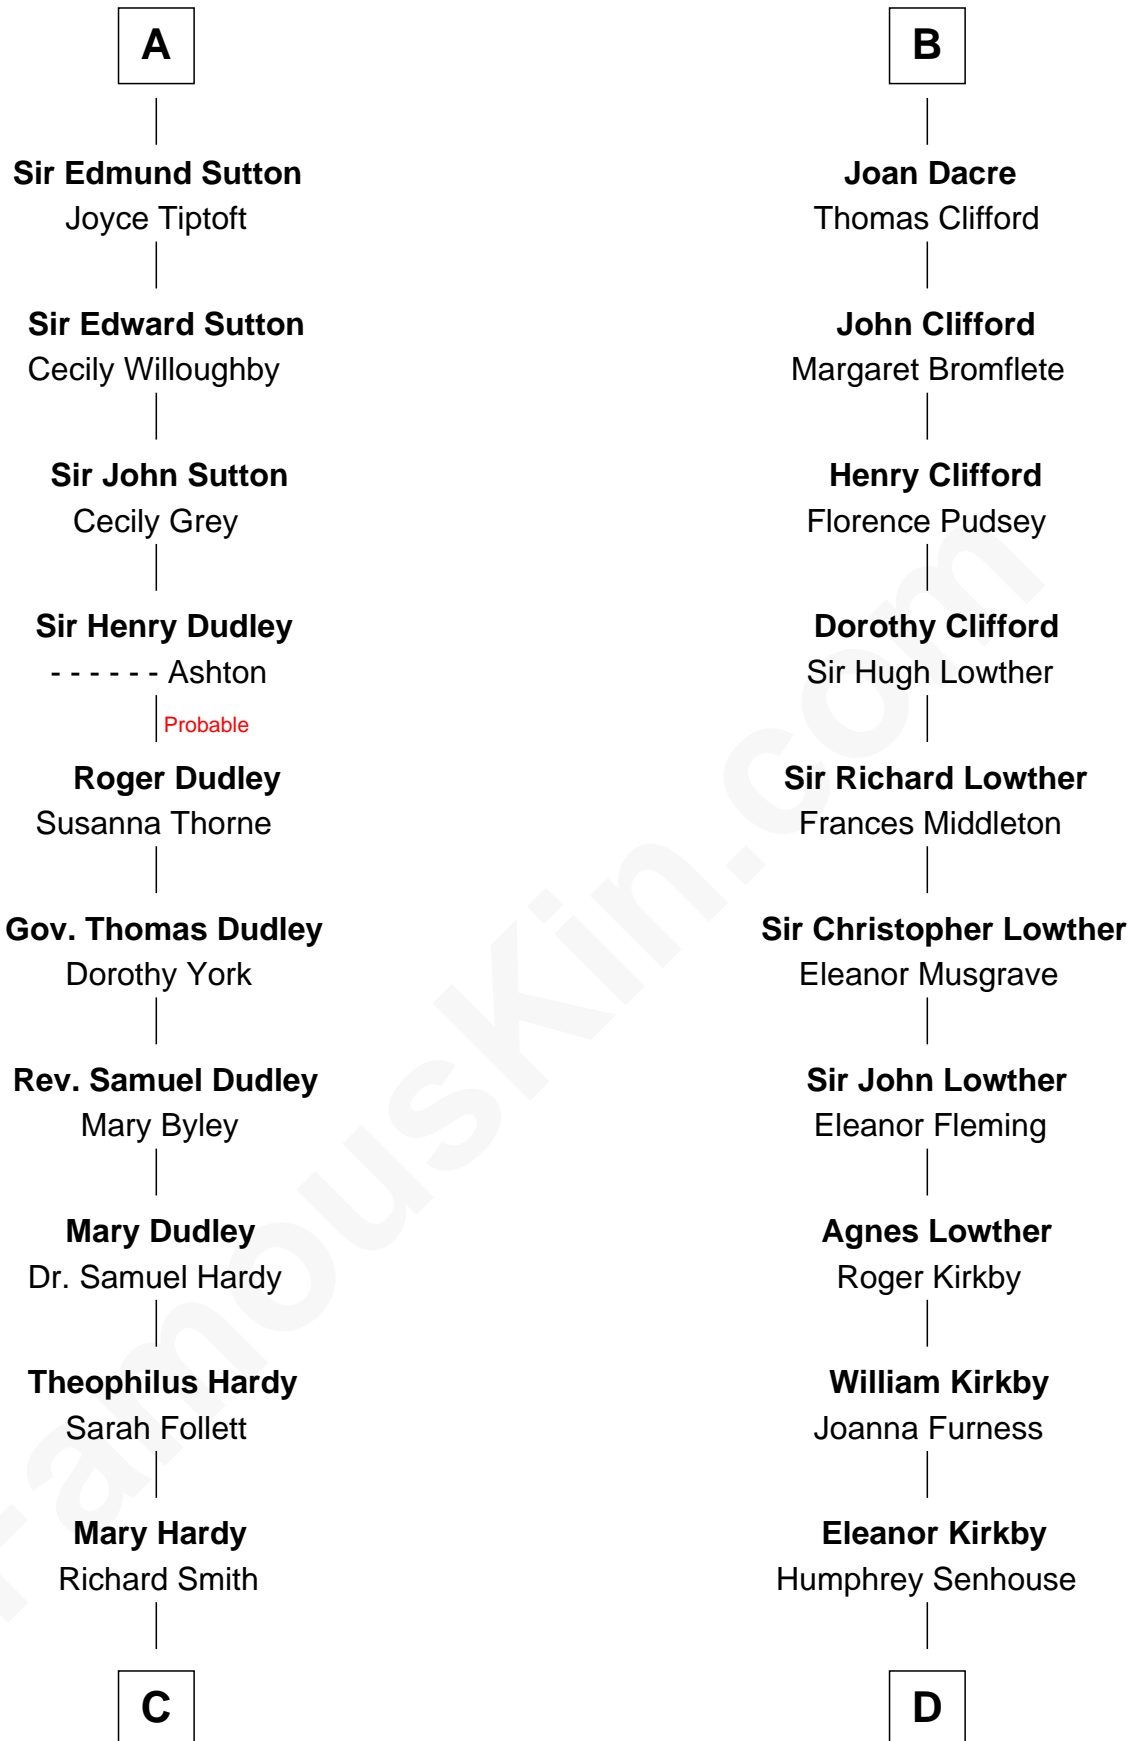 A
Sir Edmund Sutton
Joyce Tiptoft
Sir Edward Sutton
Cecily Willoughby
Sir John Sutton
Cecily Grey
Sir Henry Dudley
- - - - - - Ashton
Probable
Roger Dudley
Susanna Thorne
Gov. Thomas Dudley
Dorothy York
Rev. Samuel Dudley
Mary Byley
Mary Dudley
Dr. Samuel Hardy
Theophilus Hardy
Sarah Follett
Mary Hardy
Richard Smith
C
B
Joan Dacre
Thomas Clifford
John Clifford
Margaret Bromflete
Henry Clifford
Florence Pudsey
Dorothy Clifford
Sir Hugh Lowther
Sir Richard Lowther
Frances Middleton
Sir Christopher Lowther
Eleanor Musgrave
Sir John Lowther
Eleanor Fleming
Agnes Lowther
Roger Kirkby
William Kirkby
Joanna Furness
Eleanor Kirkby
Humphrey Senhouse
D
FamousKin.com